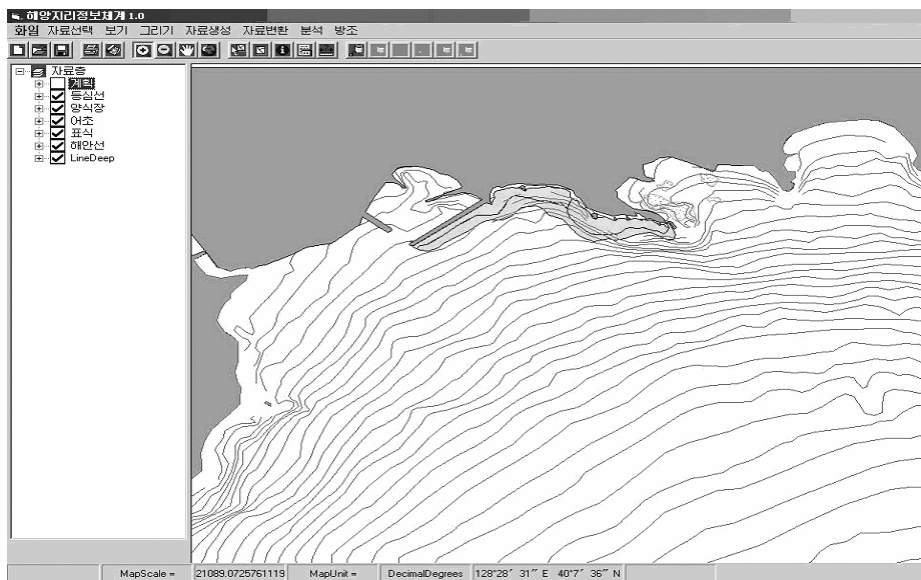 해양지리정보체계 1.0
화일 자료선택 보기 그리기 자료생성 자료변환 분석 방조
자료층
계획
등심선
양식장
어초
표식
해안선
LineDeep
MapScale = 21089.0725761119 MapUnit = DecimalDegrees 128°28′ 31″ E 40°7′ 36″ N